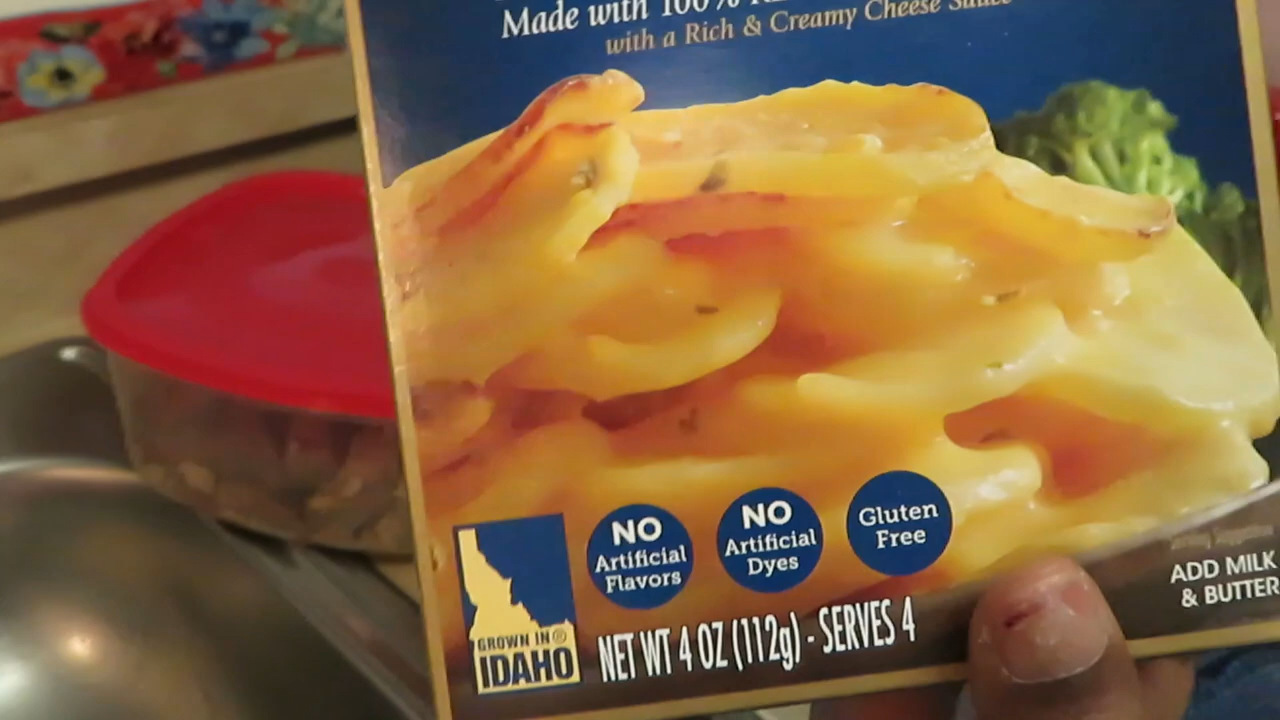 Made with 100%
with a Rich & Creamy Cheese Sauce
NO
Artificial
Flavors
NO
Artificial
Dyes
Gluten
Free
ADD MILK
& BUTTER
GROWN IN®
IDAHO
NET WT 4 OZ (112g) - SERVES 4